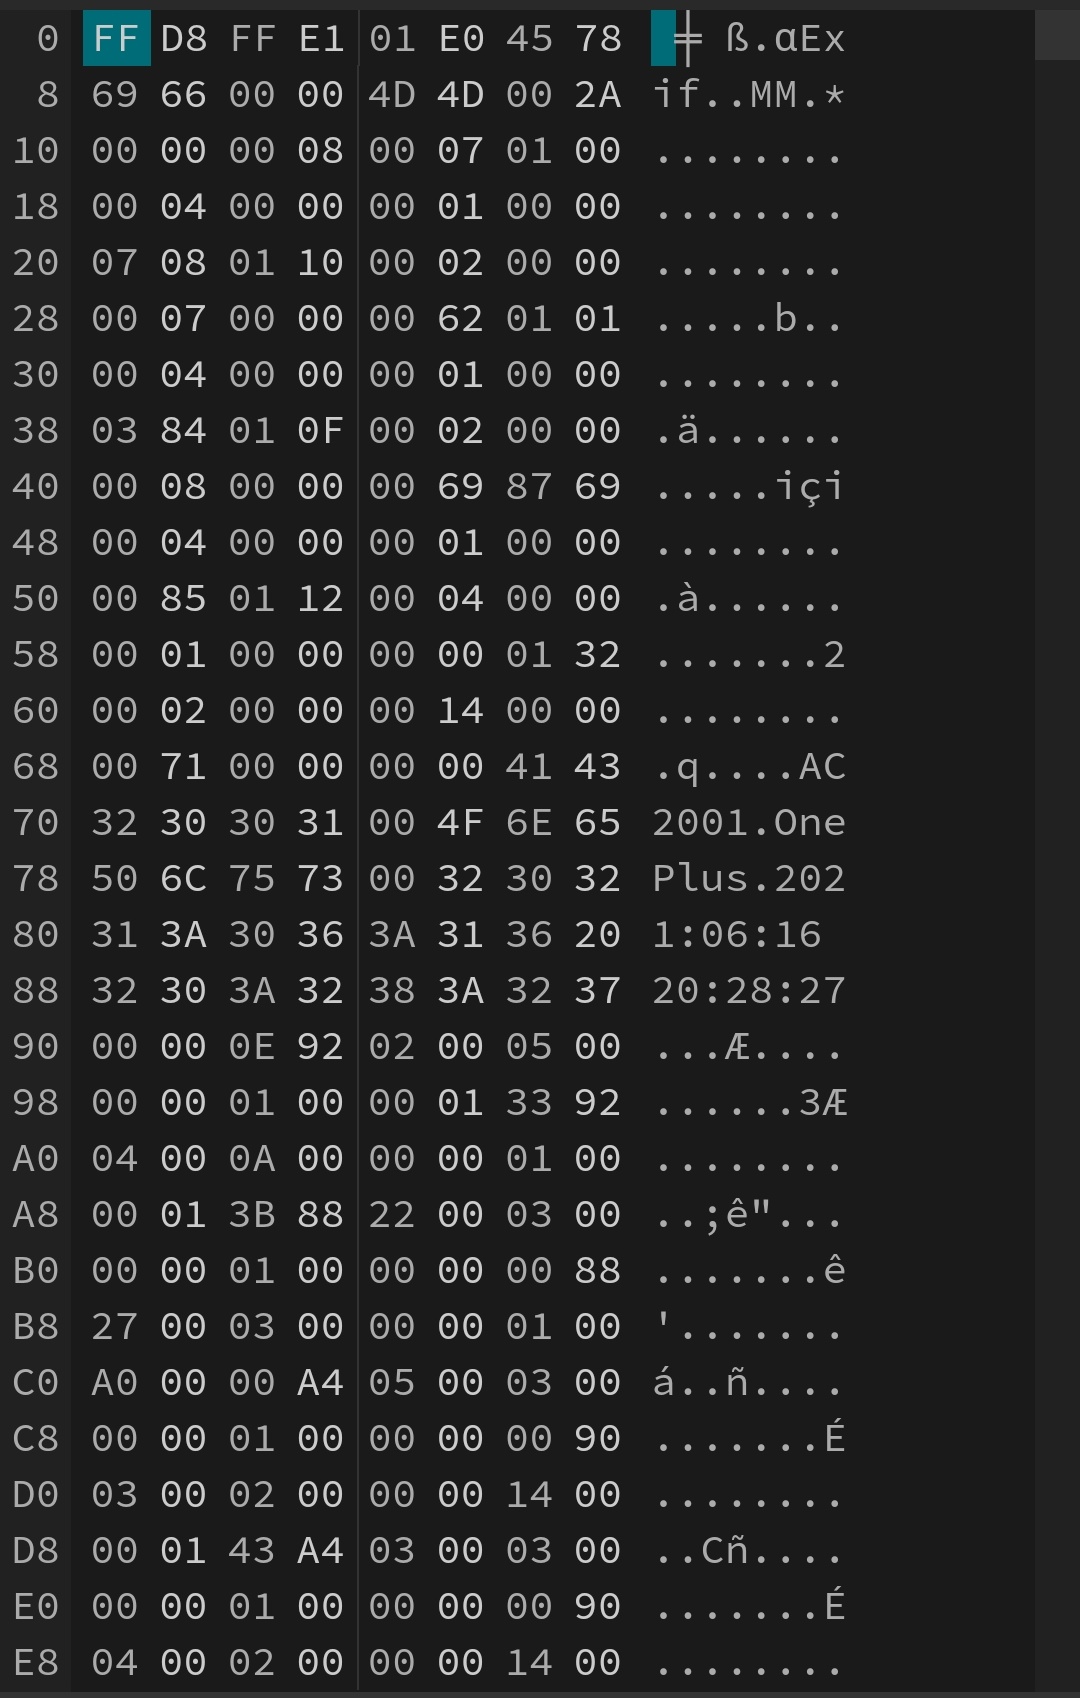 0 FF D8 FF E1 01 E0 45 78 ╪ ß.αEx
8 69 66 00 00 4D 4D 00 2A if..MM.*
10 00 00 00 08 00 07 01 00 ........
18 00 04 00 00 00 01 00 00 ........
20 07 08 01 10 00 02 00 00 ........
28 00 07 00 00 00 62 01 01 .....b..
30 00 04 00 00 00 01 00 00 ........
38 03 84 01 0F 00 02 00 00 .ä......
40 00 08 00 00 00 69 87 69 .....içi
48 00 04 00 00 00 01 00 00 ........
50 00 85 01 12 00 04 00 00 .à......
58 00 01 00 00 00 00 01 32 .......2
60 00 02 00 00 00 14 00 00 ........
68 00 71 00 00 00 00 41 43 .q....AC
70 32 30 30 31 00 4F 6E 65 2001.One
78 50 6C 75 73 00 32 30 32 Plus.202
80 31 3A 30 36 3A 31 36 20 1:06:16
88 32 30 3A 32 38 3A 32 37 20:28:27
90 00 00 0E 92 02 00 05 00 ...Æ....
98 00 00 01 00 00 01 33 92 ......3Æ
A0 04 00 0A 00 00 00 01 00 ........
A8 00 01 3B 88 22 00 03 00 ..;ê"...
B0 00 00 01 00 00 00 00 88 .......ê
B8 27 00 03 00 00 00 01 00 '.......
C0 A0 00 00 A4 05 00 03 00 á..ñ....
C8 00 00 01 00 00 00 00 90 .......É
D0 03 00 02 00 00 00 14 00 ........
D8 00 01 43 A4 03 00 03 00 ..Cñ....
E0 00 00 01 00 00 00 00 90 .......É
E8 04 00 02 00 00 00 14 00 ........